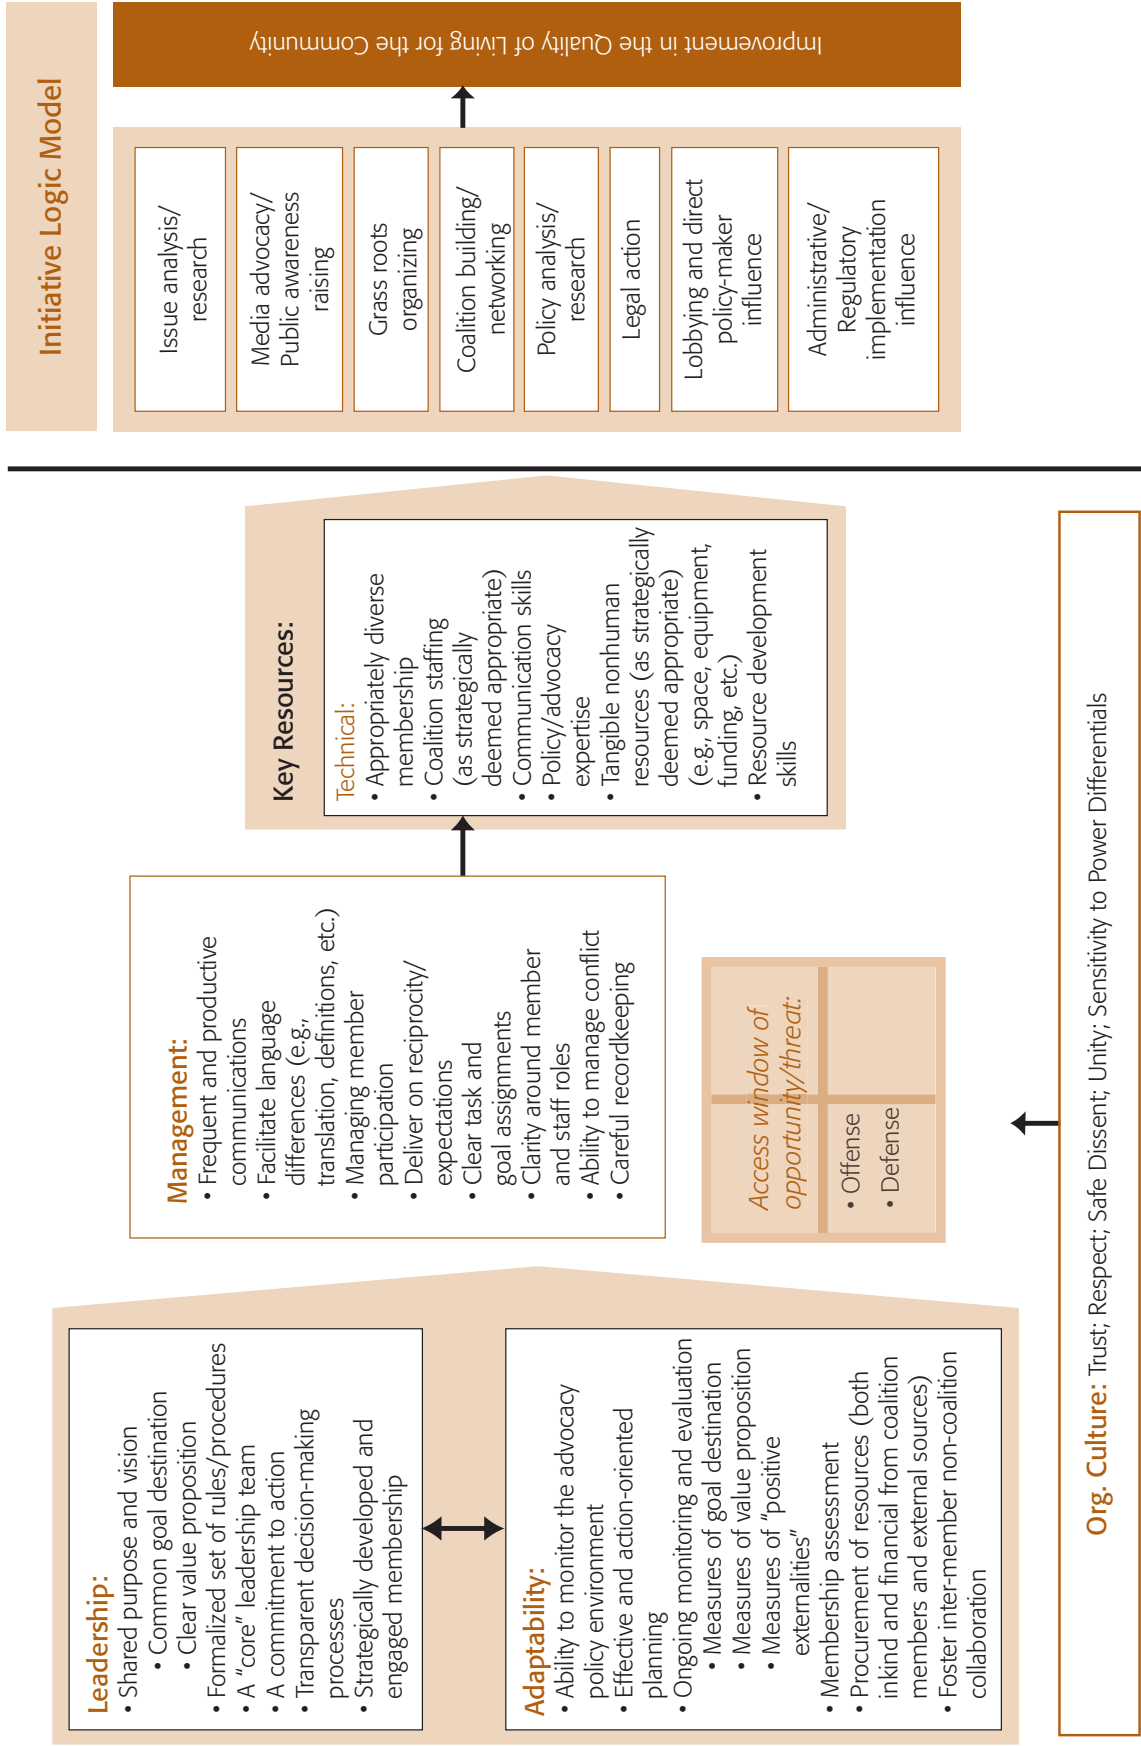 Leadership:
• Shared purpose and vision
• Common goal destination
• Clear value proposition
• Formalized set of rules/procedures
• A “core” leadership team
• A commitment to action
• Transparent decision-making
processes
• Strategically developed and
engaged membership
Adaptability:
• Ability to monitor the advocacy
policy environment
• Effective and action-oriented
planning
• Ongoing monitoring and evaluation
• Measures of goal destination
• Measures of value proposition
• Measures of “positive
externalities”
• Membership assessment
• Procurement of resources (both
inkind and financial from coalition
members and external sources)
• Foster inter-member non-coalition
collaboration
Management:
• Frequent and productive
communications
• Facilitate language
differences (e.g.,
translation, definitions, etc.)
• Managing member
participation
• Deliver on reciprocity/
expectations
• Clear task and
goal assignments
• Clarity around member
and staff roles
• Ability to manage conflict
• Careful recordkeeping
Access window of
opportunity/threat:
• Offense
• Defense
Key Resources:
Technical:
• Appropriately diverse
membership
• Coalition staffing
(as strategically
deemed appropriate)
• Communication skills
• Policy/advocacy
expertise
• Tangible nonhuman
resources (as strategically
deemed appropriate)
(e.g., space, equipment,
funding, etc.)
• Resource development
skills
Org. Culture: Trust; Respect; Safe Dissent; Unity; Sensitivity to Power Differentials
Initiative Logic Model
Issue analysis/
research
Media advocacy/
Public awareness
raising
Grass roots
organizing
Coalition building/
networking
Policy analysis/
research
Legal action
Lobbying and direct
policy-maker
influence
Administrative/
Regulatory
implementation
influence
Improvement in the Quality of Living for the Community